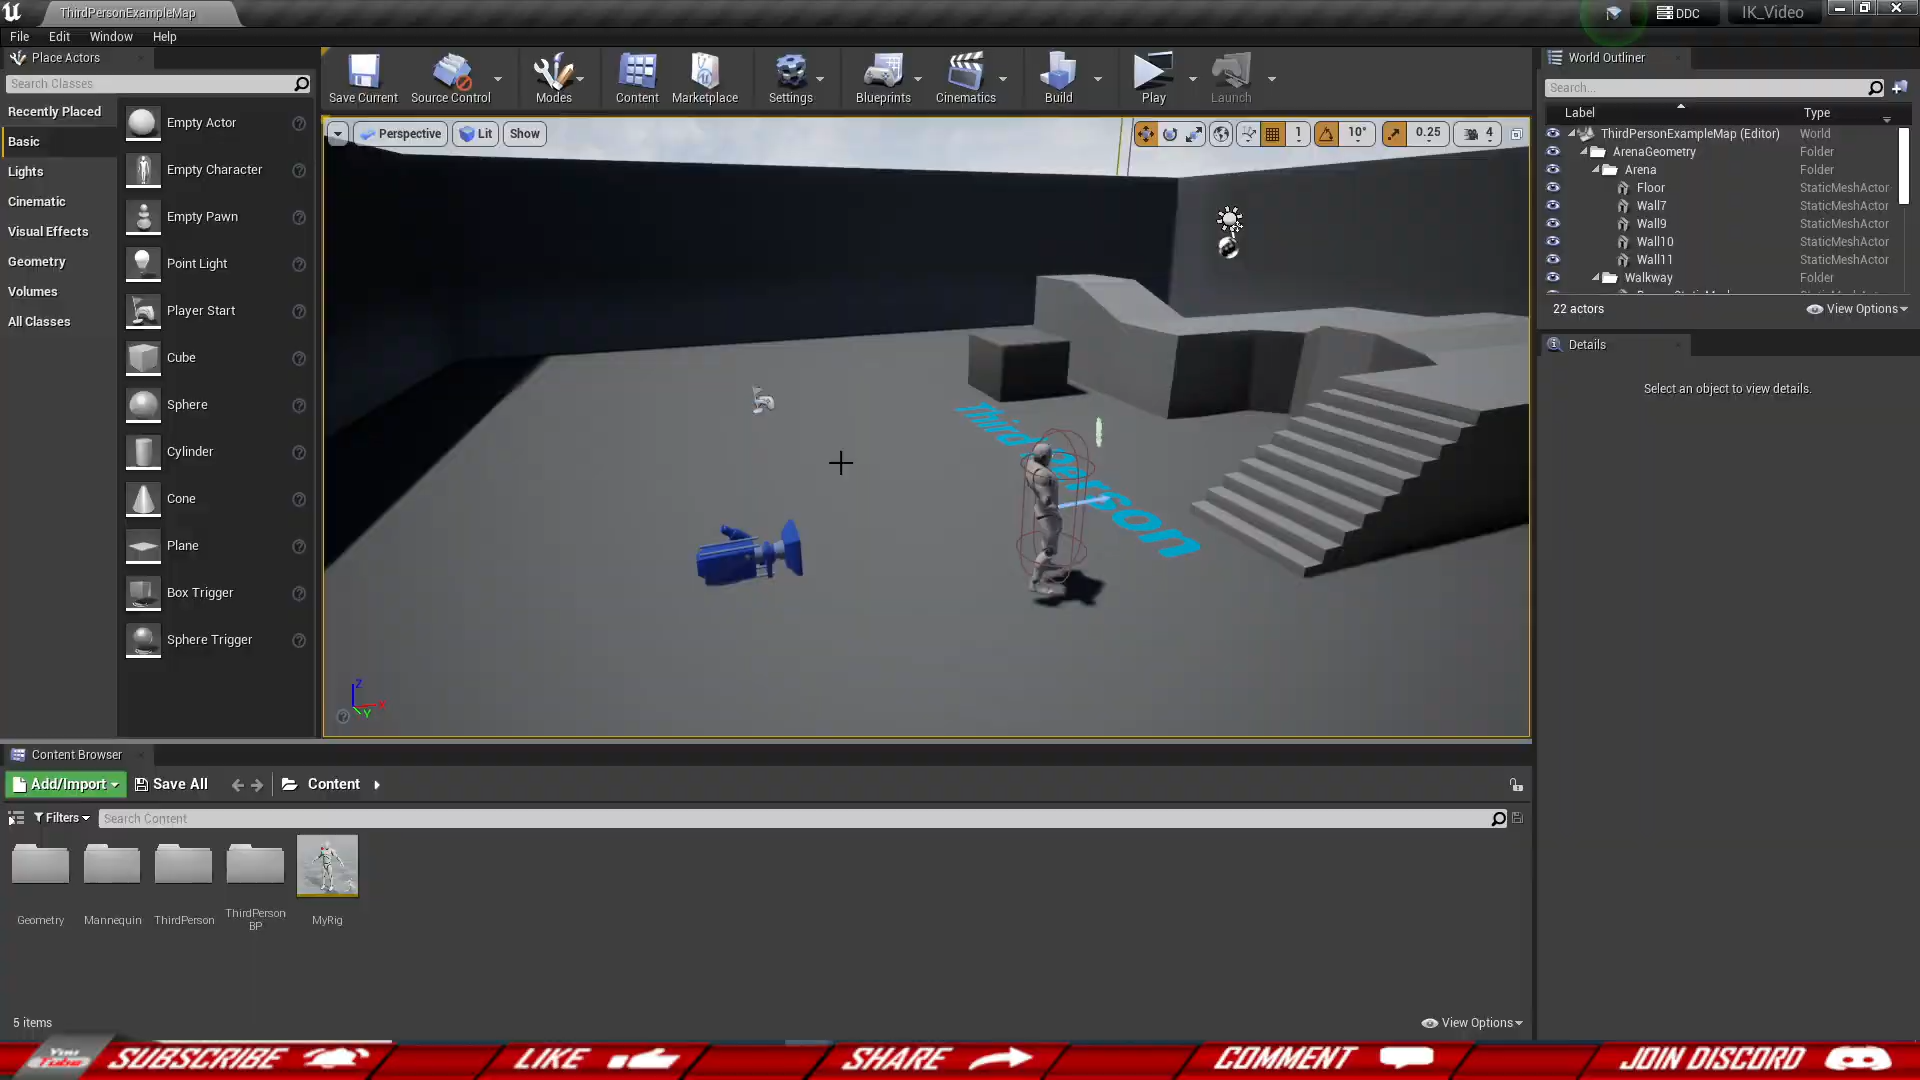 ThirdPersonExampleMap
DDC
IK_Video
File Edit Window Help
Place Actors
Search Classes
Recently Placed
Basic
Lights
Cinematic
Visual Effects
Geometry
Volumes
All Classes
Empty Actor
Empty Character
Empty Pawn
Point Light
Player Start
Cube
Sphere
Cylinder
Cone
Plane
Box Trigger
Sphere Trigger
Save Current Source Control Modes Content Marketplace Settings Blueprints Cinematics Build Play Launch
Perspective Lit Show
1 10° 0.25 4
Third Person
Z
X
Y
World Outliner
Search...
Label Type
ThirdPersonExampleMap (Editor) World
ArenaGeometry Folder
Arena Folder
Floor StaticMeshActor
Wall7 StaticMeshActor
Wall9 StaticMeshActor
Wall10 StaticMeshActor
Wall11 StaticMeshActor
Walkway Folder
22 actors View Options
Details
Select an object to view details.
Content Browser
Add/Import Save All Content
Filters Search Content
Geometry Mannequin ThirdPerson ThirdPerson
BP MyRig
5 items View Options
You
Tube SUBSCRIBE LIKE SHARE COMMENT JOIN DISCORD